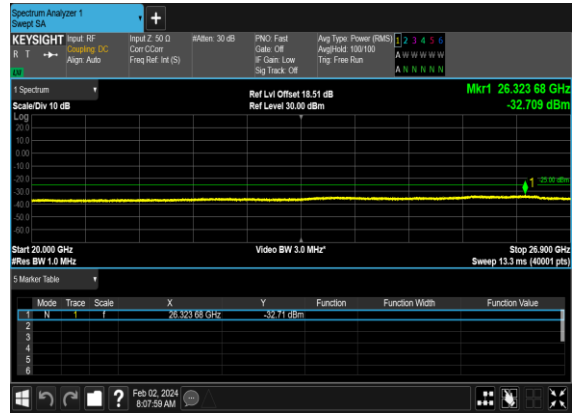 Spectrum Analyzer 1
Swept SA
+
KEYSIGHT Input: RF Input Z: 50 Ω #Atten: 30 dB PNO: Fast Avg Type: Power (RMS) 1 2 3 4 5 6
R T Coupling: DC Corr CCorr Gate: Off Avg|Hold: 100/100 A W W W W W
Align: Auto Freq Ref: Int (S) IF Gain: Low Trig: Free Run
Sig Track: Off A N N N N N
1 Spectrum Ref Lvl Offset 18.51 dB Mkr1 26.323 68 GHz
Scale/Div 10 dB Ref Level 30.00 dBm -32.709 dBm
Log
20.0
10.0
0.00
-10.0
-20.0
1 -25.00 dBm
-30.0
-40.0
-50.0
-60.0
Start 20.000 GHz Video BW 3.0 MHz* Stop 26.900 GHz
#Res BW 1.0 MHz Sweep 13.3 ms (40001 pts)
5 Marker Table
Mode Trace Scale X Y Function Function Width Function Value
1 N 1 f 26.323 68 GHz -32.71 dBm
2
3
4
5
6
? Feb 02, 2024
8:07:59 AM